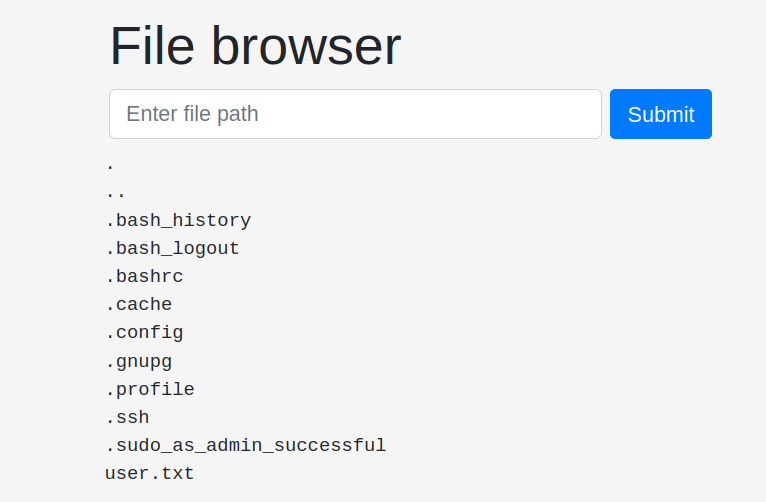 File browser
Enter file path
Submit
.
..
.bash_history
.bash_logout
.bashrc
.cache
.config
.gnupg
.profile
.ssh
.sudo_as_admin_successful
user.txt